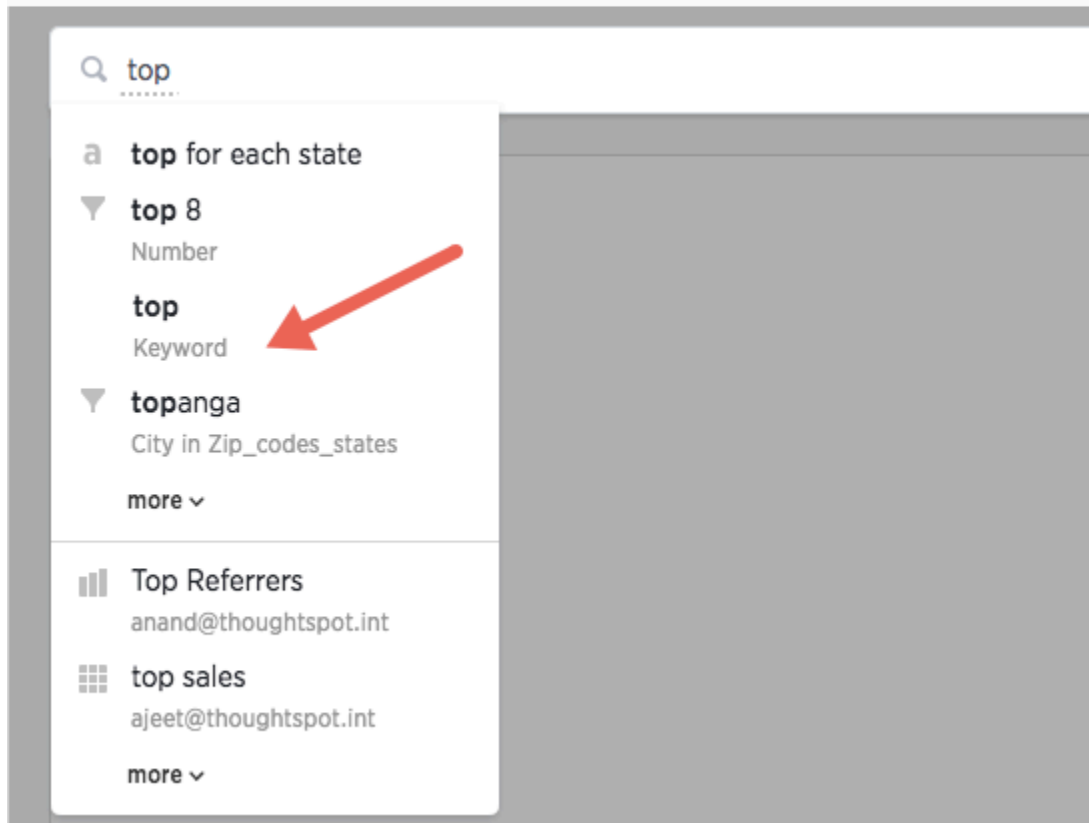 top
a top for each state
top 8
Number
top
Keyword
topanga
City in Zip_codes_states
more
Top Referrers
anand@thoughtspot.int
top sales
ajeet@thoughtspot.int
more